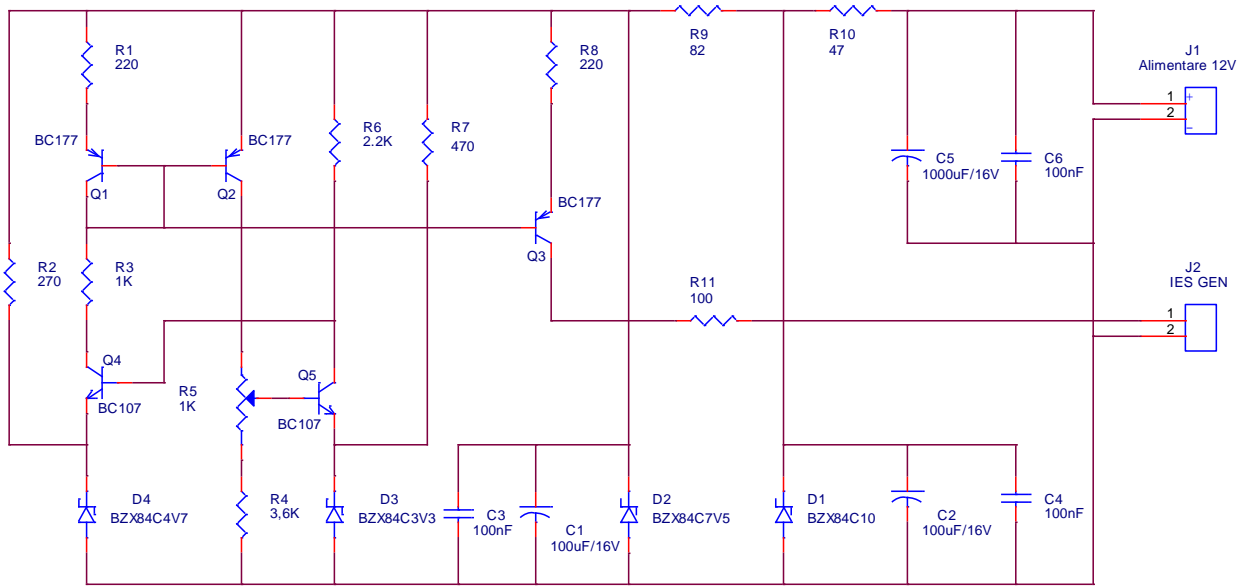 R1
220
BC177
Q1
BC177
Q2
R6
2.2K
R7
470
R8
220
BC177
Q3
R9
82
R10
47
J1
Alimentare 12V
1
2
+
−
C5
1000uF/16V
C6
100nF
R2
270
R3
1K
R11
100
J2
IES GEN
1
2
Q4
BC107
R5
1K
Q5
BC107
D4
BZX84C4V7
R4
3,6K
D3
BZX84C3V3
C3
100nF
C1
100uF/16V
D2
BZX84C7V5
D1
BZX84C10
C2
100uF/16V
C4
100nF